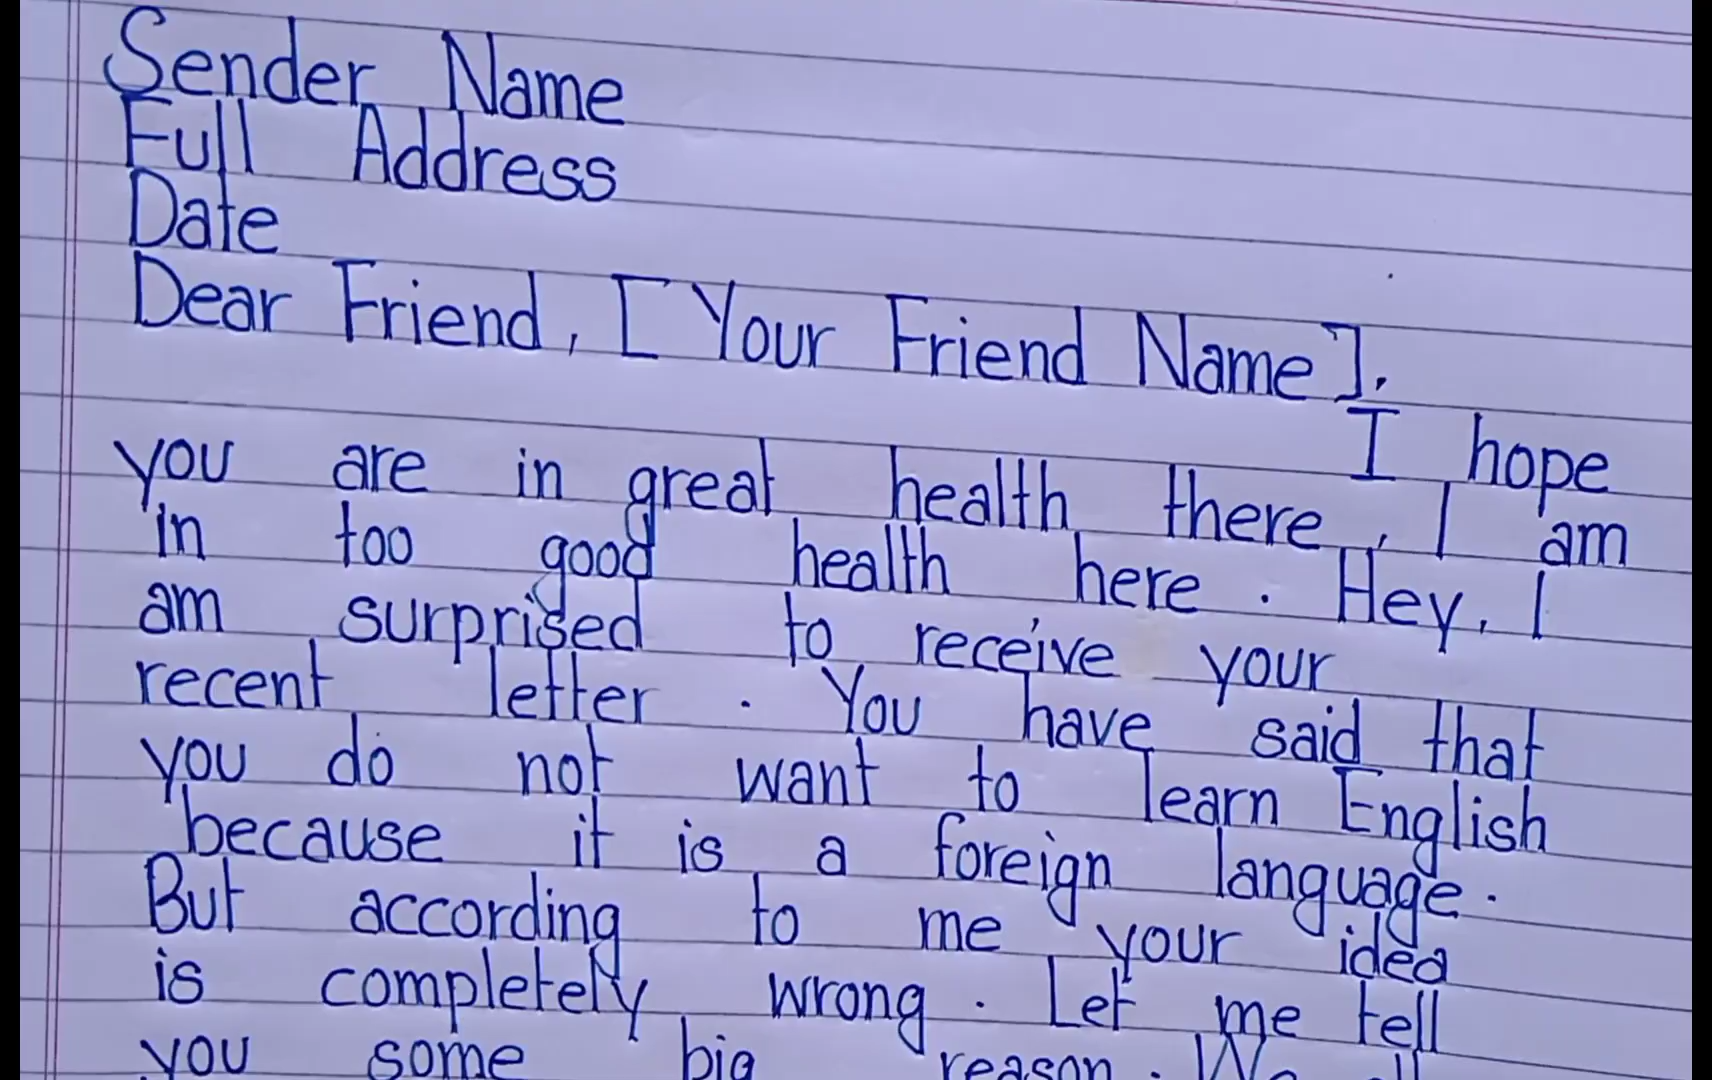 Sender Name
Full Address
Date
Dear Friend, [ Your Friend Name ],
I hope
you are in great health there, I am
in too good health here. Hey, I
am surprised to receive your
recent letter. You have said that
you do not want to learn English
because it is a foreign language.
But according to me your idea
is completely wrong. Let me tell
you some big reason.